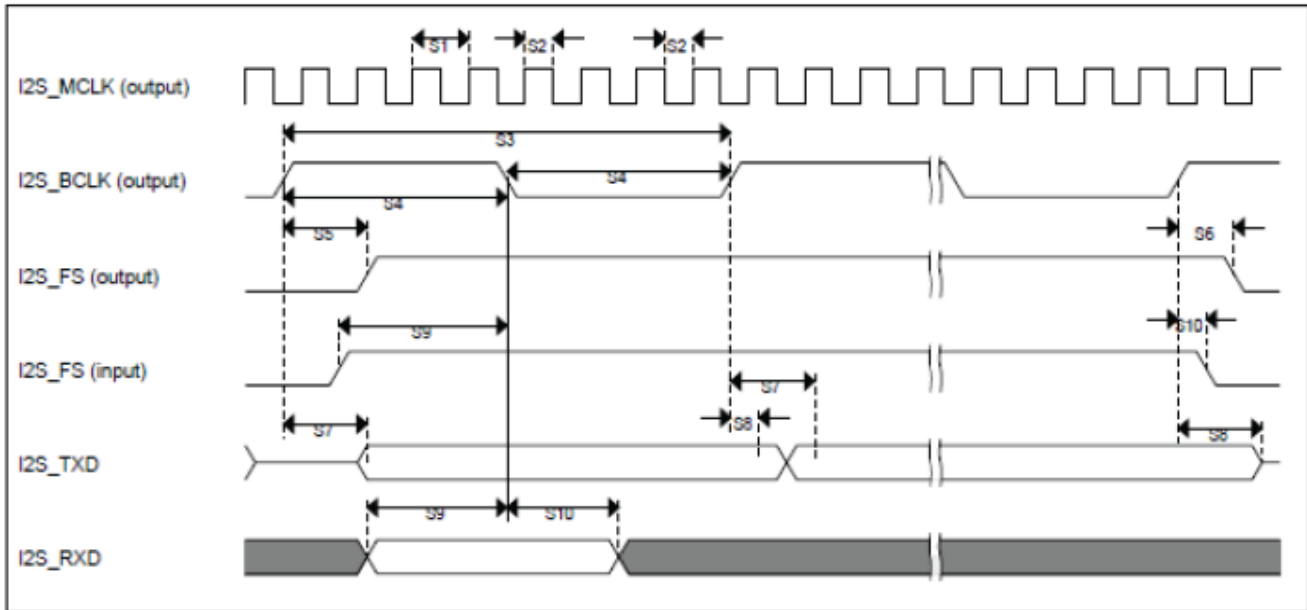 S1 S2 S2
I2S_MCLK (output)
S3
I2S_BCLK (output)
S4
S4
S5 S6
I2S_FS (output)
S9 S10
I2S_FS (input)
S7
S7 S8 S8
I2S_TXD
S9 S10
I2S_RXD